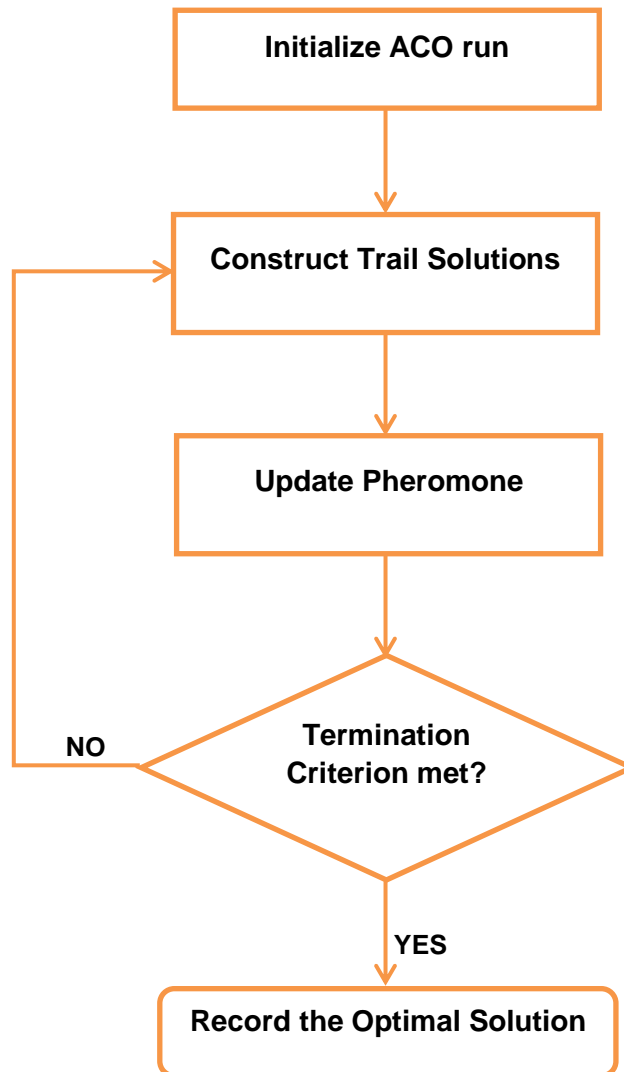 Initialize ACO run
Construct Trail Solutions
Update Pheromone
Termination
Criterion met?
NO
YES
Record the Optimal Solution